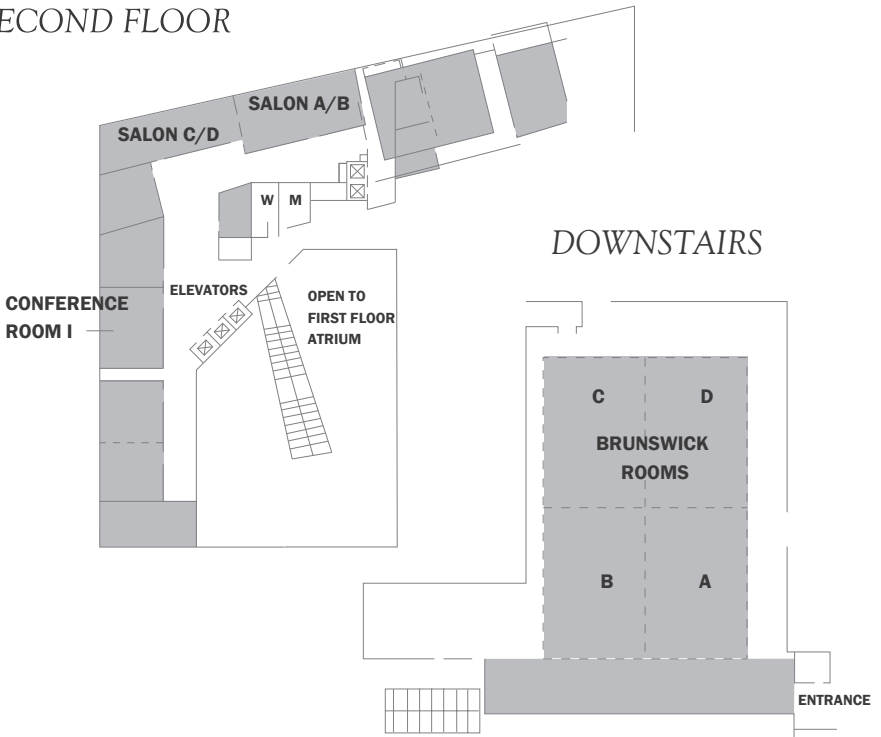 ECOND FLOOR
SALON A/B
SALON C/D
W M
DOWNSTAIRS
ELEVATORS
OPEN TO
FIRST FLOOR
ATRIUM
CONFERENCE
ROOM I
C D
BRUNSWICK
ROOMS
B A
ENTRANCE